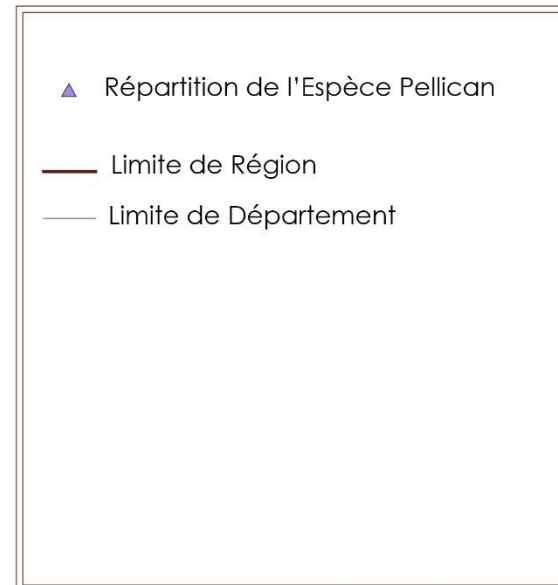 Répartition de l'Espèce Pellican
Limite de Région
Limite de Département